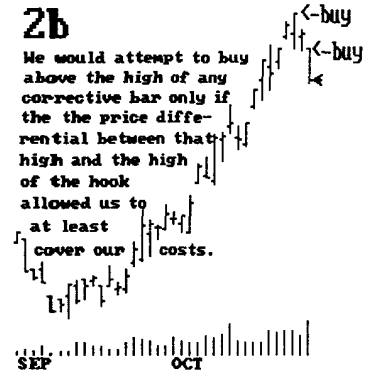 2b
<-buy
<-buy
We would attempt to buy
above the high of any
corrective bar only if
the the price diffe-
rential between that
high and the high
of the hook
allowed us to
at least
cover our costs.
SEP
OCT